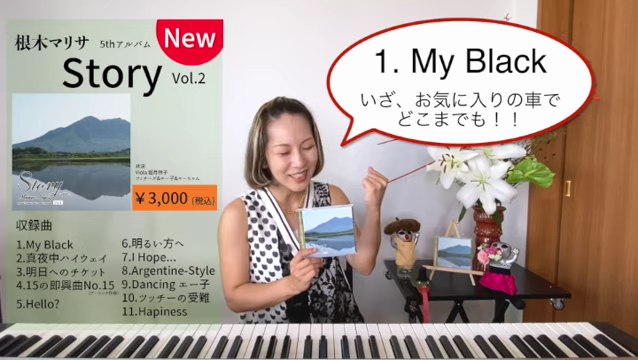 根木マリサ 5thアルバム
New
Story Vol.2
Story
¥3,000 (税込)
収録曲
1.My Black
2.真夜中ハイウェイ
3.明日へのチケット
4.15の即興曲No.15
5.Hello?
6.明るい方へ
7.I Hope...
8.Argentine-Style
9.Dancing エー子
10.ツッチーの受難
11.Hapiness
1. My Black
いざ、お気に入りの車で
どこまでも！！